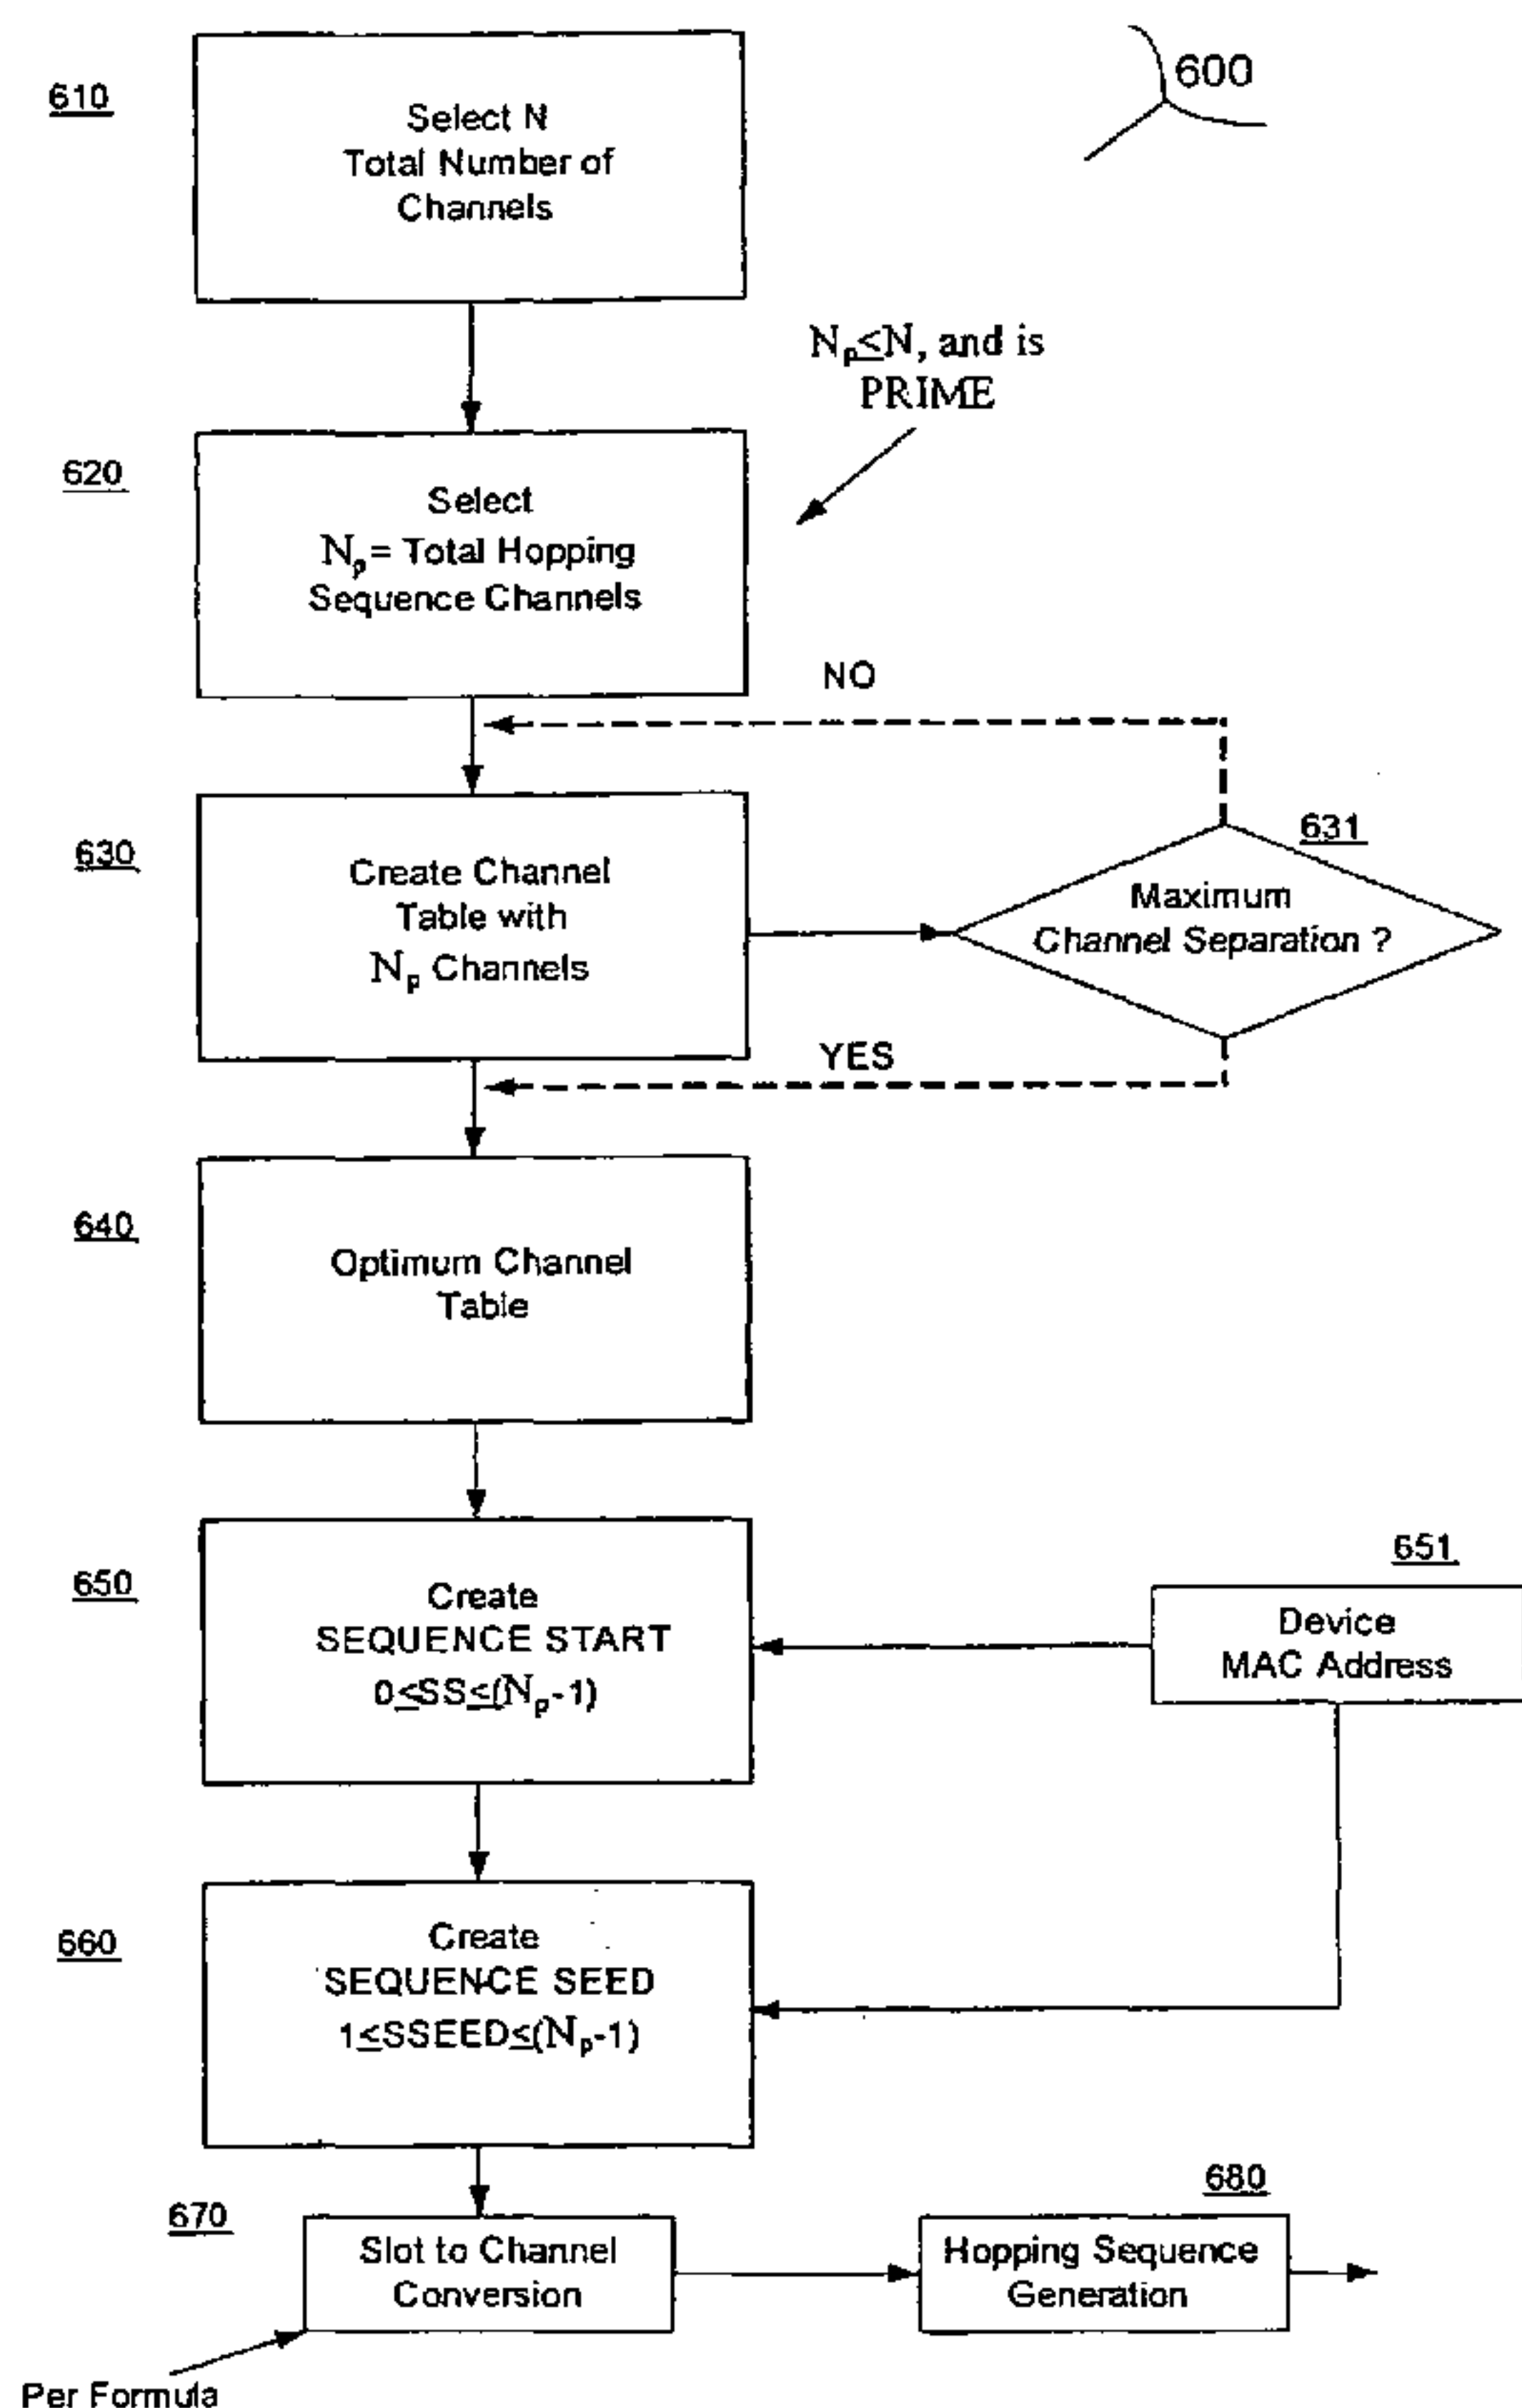 600
610
Select N
Total Number of
Channels
Np≤N, and is
PRIME
620
Select
Np= Total Hopping
Sequence Channels
NO
630
Create Channel
Table with
Np Channels
631
Maximum
Channel Separation ?
YES
640
Optimum Channel
Table
650
Create
SEQUENCE START
0≤SS≤(Np-1)
651
Device
MAC Address
660
Create
SEQUENCE SEED
1≤SSEED≤(Np-1)
670
Slot to Channel
Conversion
680
Hopping Sequence
Generation
Per Formula